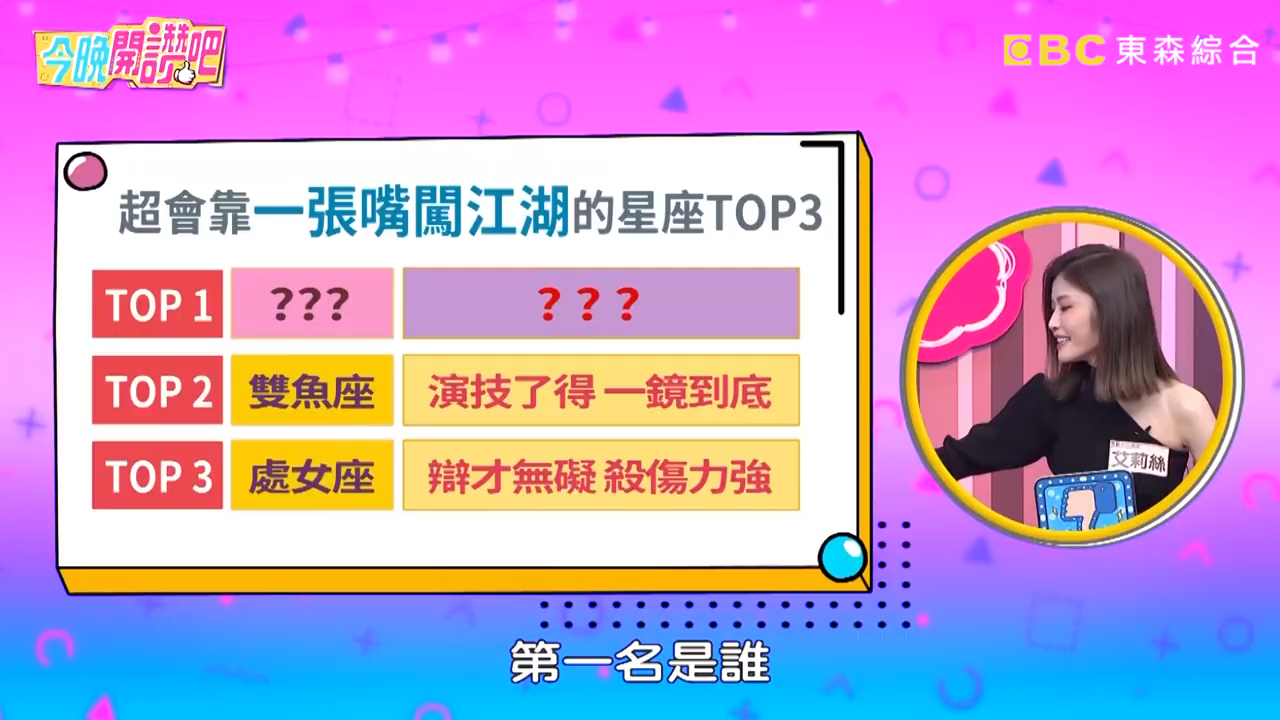 今晚開讚吧
EBC 東森綜合
超會靠一張嘴闖江湖的星座TOP3
TOP 1 ??? ???
TOP 2 雙魚座 演技了得 一鏡到底
TOP 3 處女座 辯才無礙 殺傷力強
艾莉絲
第一名是誰